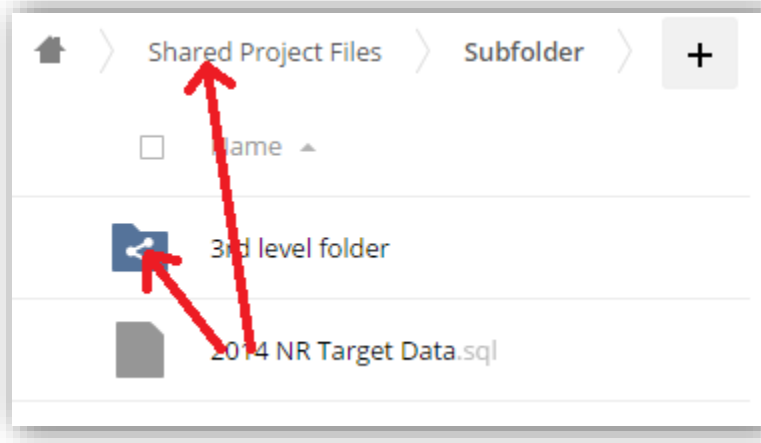 Shared Project Files Subfolder +
Name
3rd level folder
2014 NR Target Data.sql